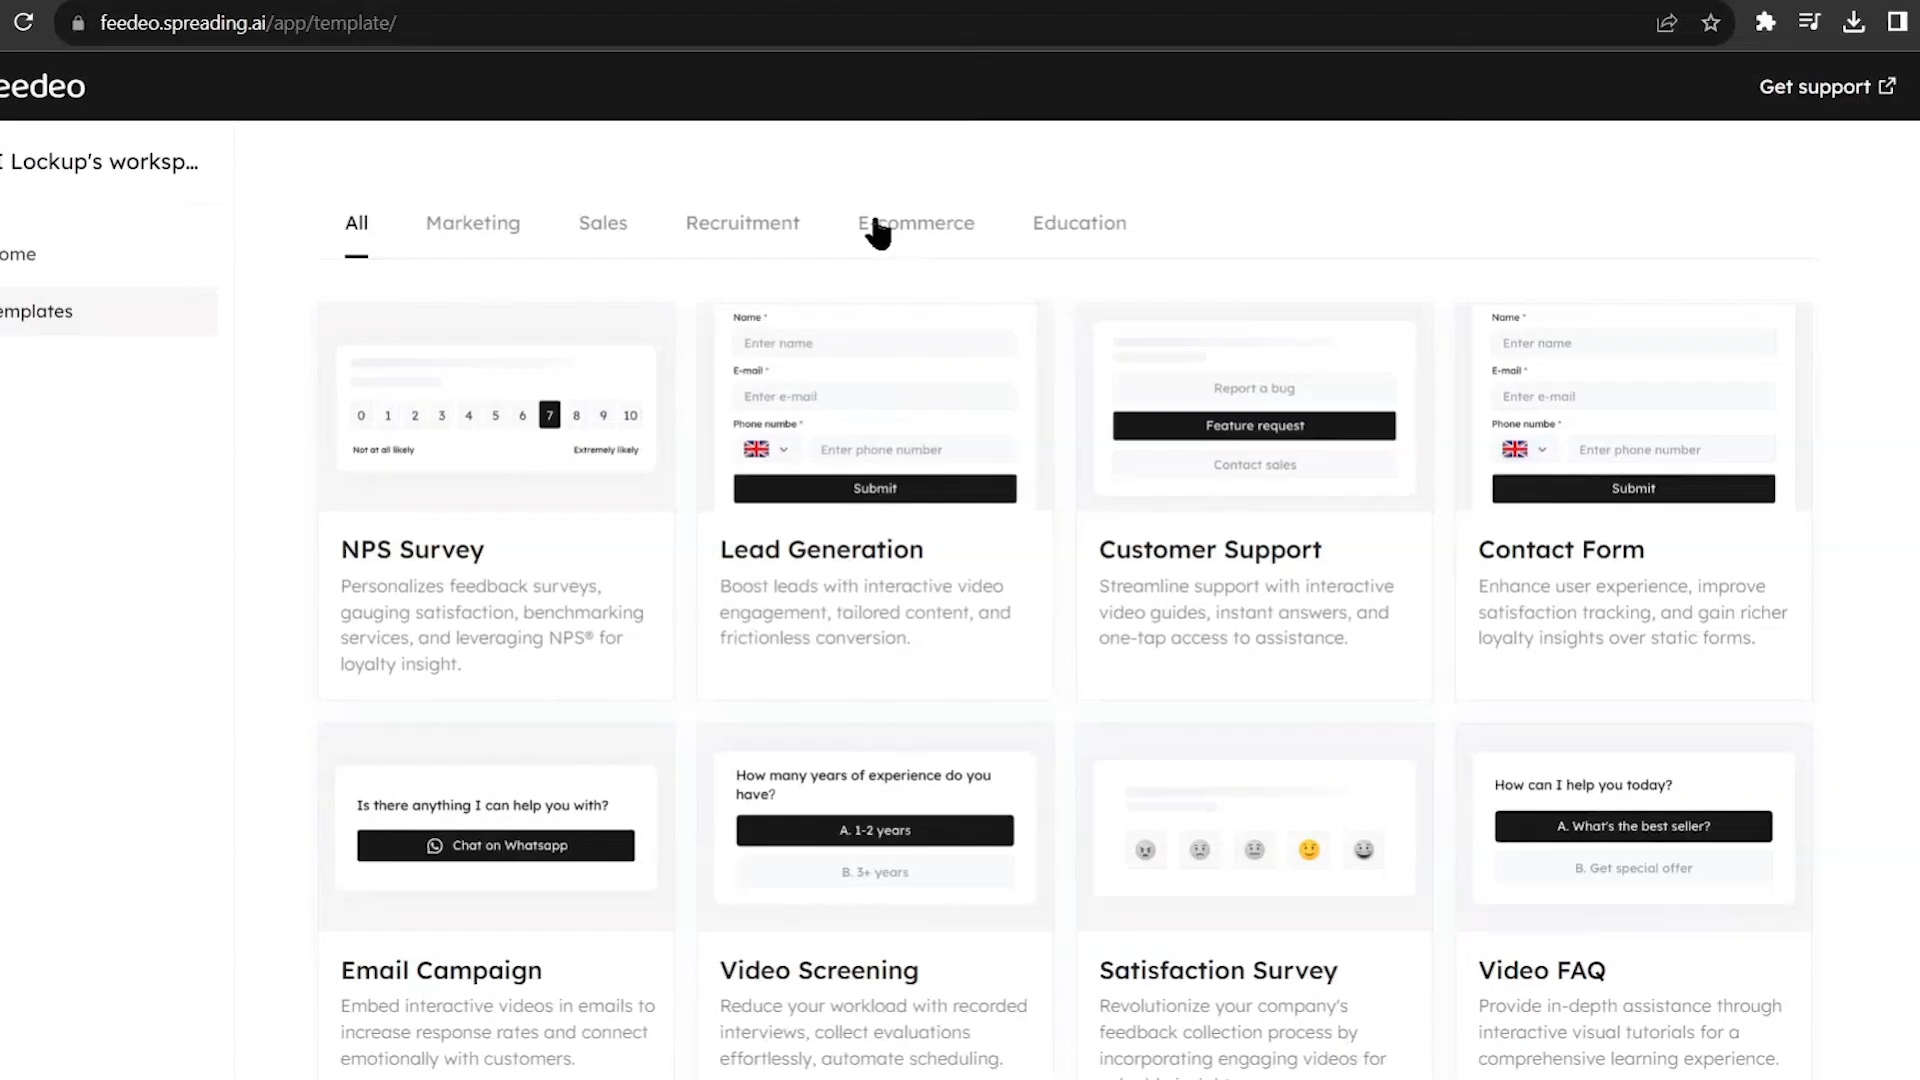 feedeo.spreading.ai/app/template/
eedeo
Get support
Lockup's worksp...
ome
emplates
All
Marketing
Sales
Recruitment
E-commerce
Education
0 1 2 3 4 5 6 7 8 9 10
Not at all likely
Extremely likely
NPS Survey
Personalizes feedback surveys,
gauging satisfaction, benchmarking
services, and leveraging NPS® for
loyalty insight.
Name *
Enter name
E-mail *
Enter e-mail
Phone numbe *
Enter phone number
Submit
Lead Generation
Boost leads with interactive video
engagement, tailored content, and
frictionless conversion.
Report a bug
Feature request
Contact sales
Customer Support
Streamline support with interactive
video guides, instant answers, and
one-tap access to assistance.
Name *
Enter name
E-mail *
Enter e-mail
Phone numbe *
Enter phone number
Submit
Contact Form
Enhance user experience, improve
satisfaction tracking, and gain richer
loyalty insights over static forms.
Is there anything I can help you with?
Chat on Whatsapp
Email Campaign
Embed interactive videos in emails to
increase response rates and connect
emotionally with customers.
How many years of experience do you
have?
A. 1-2 years
B. 3+ years
Video Screening
Reduce your workload with recorded
interviews, collect evaluations
effortlessly, automate scheduling.
Satisfaction Survey
Revolutionize your company's
feedback collection process by
incorporating engaging videos for
How can I help you today?
A. What's the best seller?
B. Get special offer
Video FAQ
Provide in-depth assistance through
interactive visual tutorials for a
comprehensive learning experience.